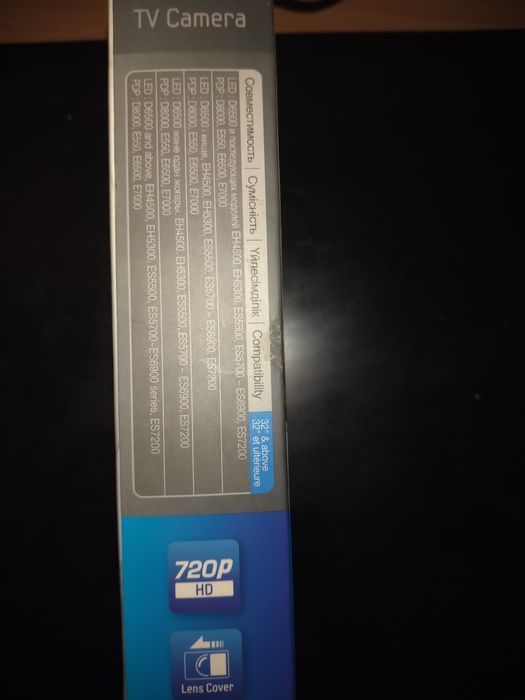 TV Camera
Совместимость | Сумісність | Үйлесімділік | Compatibility
32" & above
32" et ultérieure
LED : D6500 и последующих моделей EH4500, EH5300, ES5500, ES5700 ~ ES6900, ES7200
PDP : D8000, E550, E6500, E7000
LED : D6500 і вище, EH4500, EH5300, ES5500, ES5700 ~ ES6900, ES7200
PDP : D8000, E550, E6500, E7000
LED : D6500 және одан жоғары, EH4500, EH5300, ES5500, ES5700 ~ ES6900, ES7200
PDP : D8000, E550, E6500, E7000
LED : D6500 and above, EH4500, EH5300, ES5500, ES5700~ES6900 series, ES7200
PDP : D8000, E550, E6500, E7000
720P
HD
Lens Cover